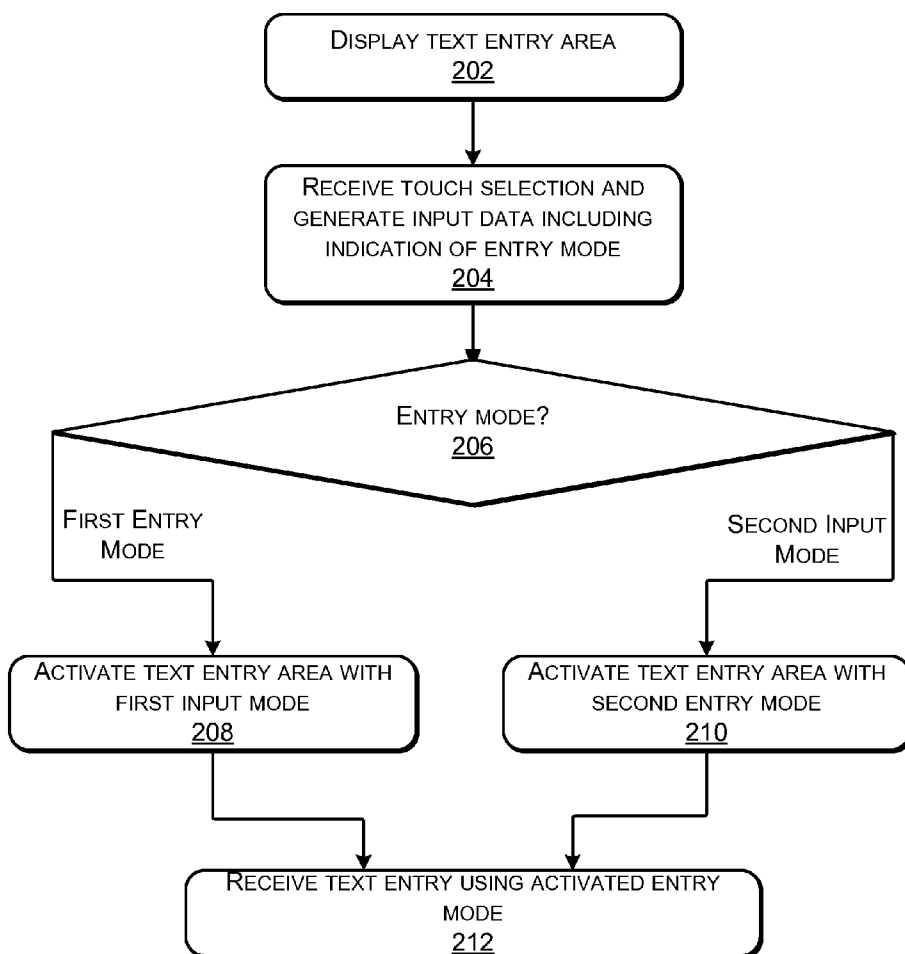 DISPLAY TEXT ENTRY AREA
202
RECEIVE TOUCH SELECTION AND
GENERATE INPUT DATA INCLUDING
INDICATION OF ENTRY MODE
204
ENTRY MODE?
206
FIRST ENTRY
MODE
SECOND INPUT
MODE
ACTIVATE TEXT ENTRY AREA WITH
FIRST INPUT MODE
208
ACTIVATE TEXT ENTRY AREA WITH
SECOND ENTRY MODE
210
RECEIVE TEXT ENTRY USING ACTIVATED ENTRY
MODE
212